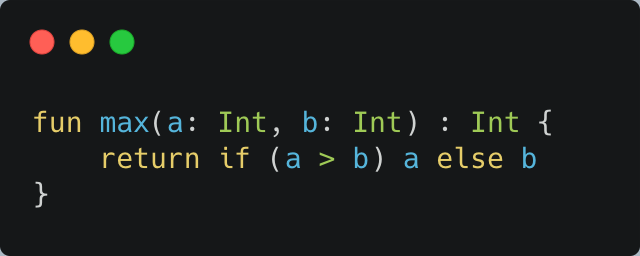 fun max(a: Int, b: Int) : Int {
    return if (a > b) a else b
}